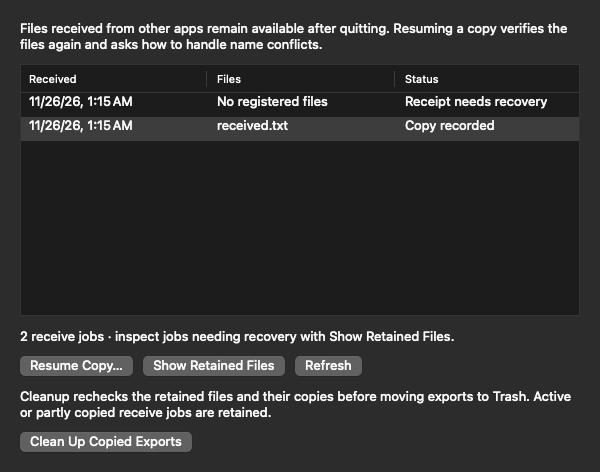 Files received from other apps remain available after quitting. Resuming a copy verifies the
files again and asks how to handle name conflicts.
Received Files Status
11/26/26, 1:15 AM No registered files Receipt needs recovery
11/26/26, 1:15 AM received.txt Copy recorded
2 receive jobs · inspect jobs needing recovery with Show Retained Files.
Resume Copy... Show Retained Files Refresh
Cleanup rechecks the retained files and their copies before moving exports to Trash. Active
or partly copied receive jobs are retained.
Clean Up Copied Exports